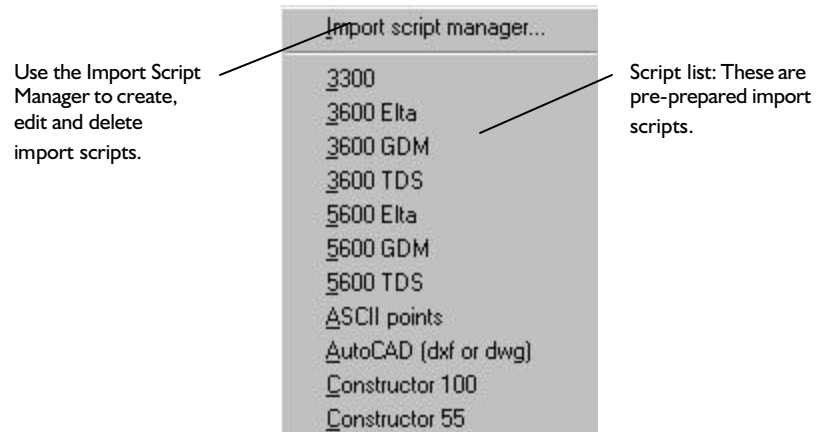 Import script manager...
Use the Import Script
Manager to create,
edit and delete
import scripts.
3300
3600 Elta
3600 GDM
3600 TDS
5600 Elta
5600 GDM
5600 TDS
ASCII points
AutoCAD (dxf or dwg)
Constructor 100
Constructor 55
Script list: These are
pre-prepared import
scripts.